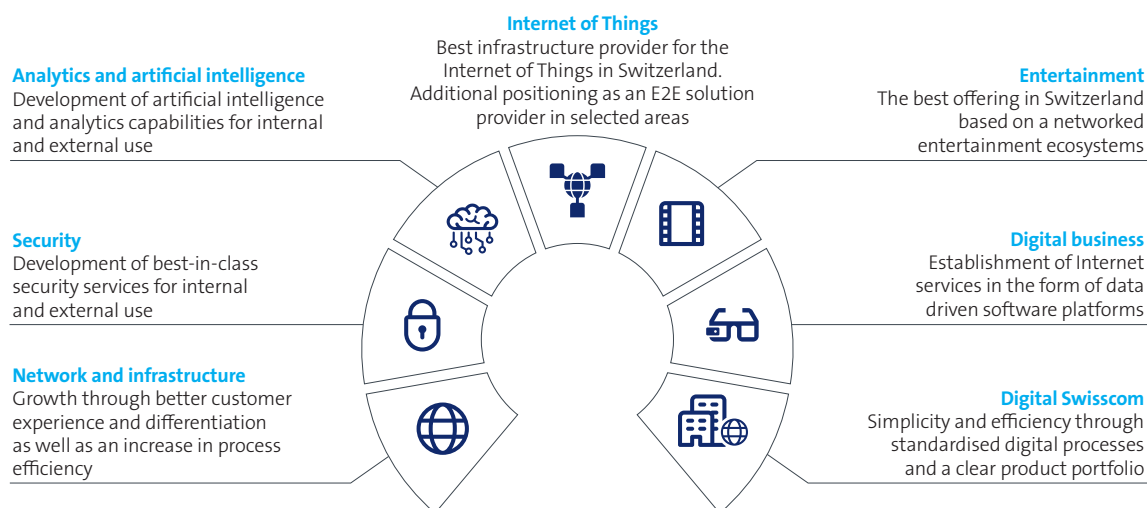 Internet of Things
Best infrastructure provider for the
Internet of Things in Switzerland.
Additional positioning as an E2E solution
provider in selected areas
Analytics and artificial intelligence
Development of artificial intelligence
and analytics capabilities for internal
and external use
Entertainment
The best offering in Switzerland
based on a networked
entertainment ecosystems
Security
Development of best-in-class
security services for internal
and external use
Digital business
Establishment of Internet
services in the form of data
driven software platforms
Network and infrastructure
Growth through better customer
experience and differentiation
as well as an increase in process
efficiency
Digital Swisscom
Simplicity and efficiency through
standardised digital processes
and a clear product portfolio